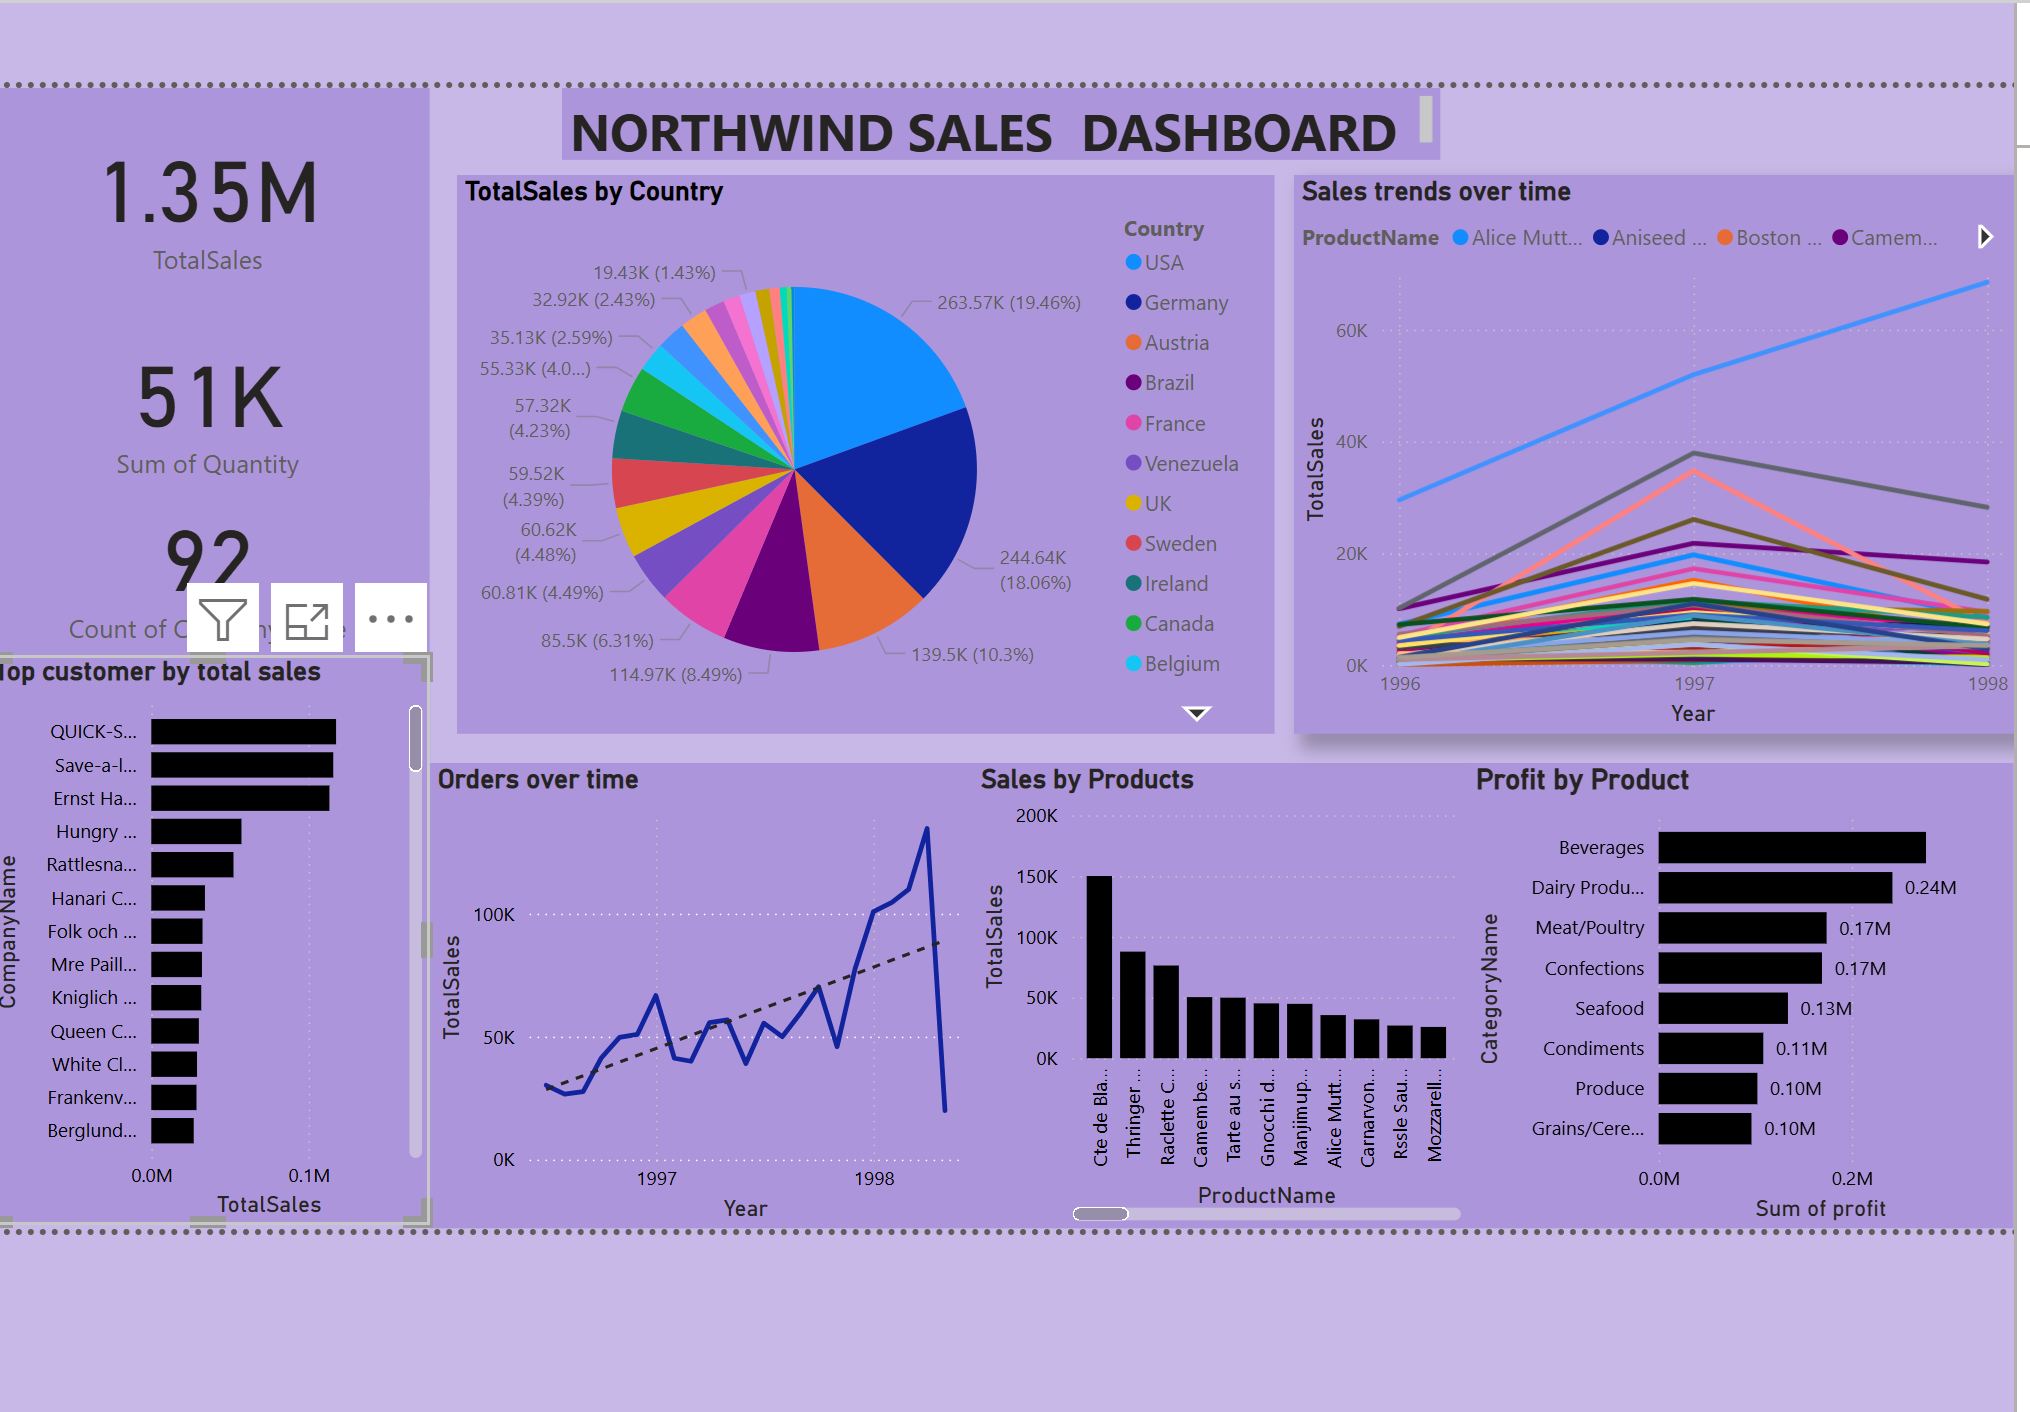 NORTHWIND SALES DASHBOARD
1.35M
TotalSales
51K
Sum of Quantity
92
Count of C
Top customer by total sales
CompanyName
QUICK-S...
Save-a-l...
Ernst Ha...
Hungry ...
Rattlesna...
Hanari C...
Folk och ...
Mre Paill...
Kniglich ...
Queen C...
White Cl...
Frankenv...
Berglund...
0.0M
0.1M
TotalSales
TotalSales by Country
19.43K (1.43%)
32.92K (2.43%)
35.13K (2.59%)
55.33K (4.0...)
57.32K
(4.23%)
59.52K
(4.39%)
60.62K
(4.48%)
60.81K (4.49%)
85.5K (6.31%)
114.97K (8.49%)
139.5K (10.3%)
244.64K
(18.06%)
263.57K (19.46%)
Country
USA
Germany
Austria
Brazil
France
Venezuela
UK
Sweden
Ireland
Canada
Belgium
Sales trends over time
ProductName Alice Mutt... Aniseed ... Boston ... Camem...
TotalSales
60K
40K
20K
0K
1996
1997
1998
Year
Orders over time
TotalSales
100K
50K
0K
1997
1998
Year
Sales by Products
TotalSales
200K
150K
100K
50K
0K
Cte de Bla...
Thringer ...
Raclette C...
Camembe...
Tarte au s...
Gnocchi d...
Manjimup...
Alice Mutt...
Carnarvon...
Rssle Sau...
Mozzarell...
ProductName
Profit by Product
CategoryName
Beverages
Dairy Produ... 0.24M
Meat/Poultry 0.17M
Confections 0.17M
Seafood 0.13M
Condiments 0.11M
Produce 0.10M
Grains/Cere... 0.10M
0.0M
0.2M
Sum of profit